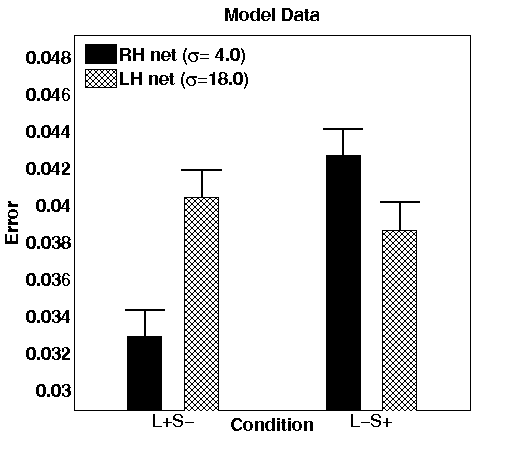 Model Data
RH net (σ= 4.0)
LH net (σ=18.0)
0.048
0.046
0.044
0.042
0.04
0.038
0.036
0.034
0.032
0.03
Error
L+S−
L−S+
Condition